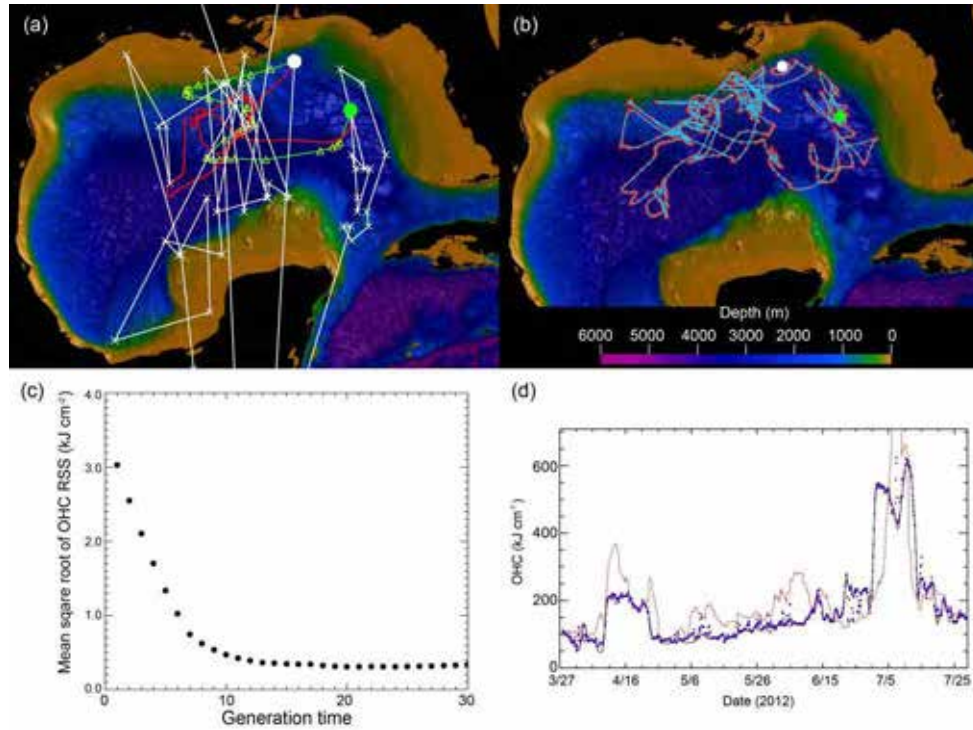 (a)
(b)
Depth (m)
6000 5000 4000 3000 2000 1000 0
(c)
Mean sqare root of OHC RSS (kJ cm⁻²)
4.0
3.0
2.0
1.0
0.0
0 10 20 30
Generation time
(d)
OHC (kJ cm⁻²)
600
400
200
0
3/27 4/16 5/6 5/26 6/15 7/5 7/25
Date (2012)